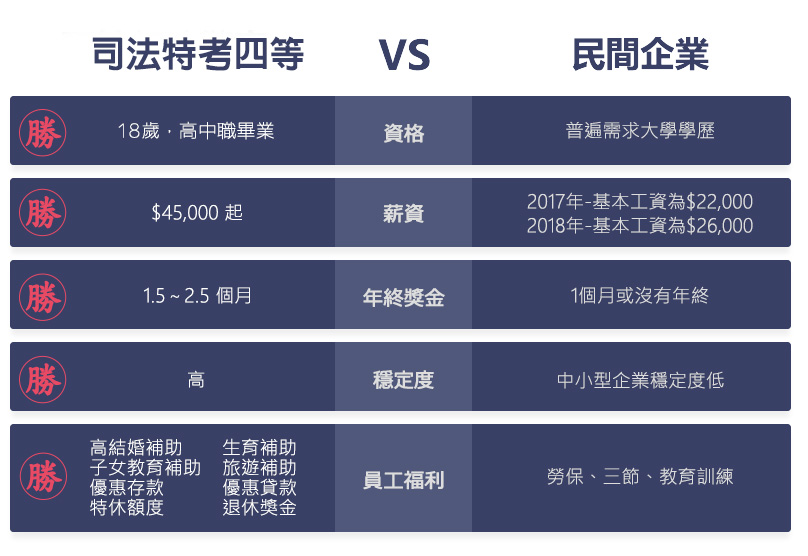 司法特考四等 VS 民間企業
勝 18歲．高中職畢業 資格 普遍需求大學學歷
勝 $45,000 起 薪資 2017年-基本工資為$22,000
2018年-基本工資為$26,000
勝 1.5 ~ 2.5 個月 年終獎金 1個月或沒有年終
勝 高 穩定度 中小型企業穩定度低
勝 高結婚補助 生育補助
子女教育補助 旅遊補助
優惠存款 優惠貸款
特休額度 退休獎金
員工福利 勞保、三節、教育訓練